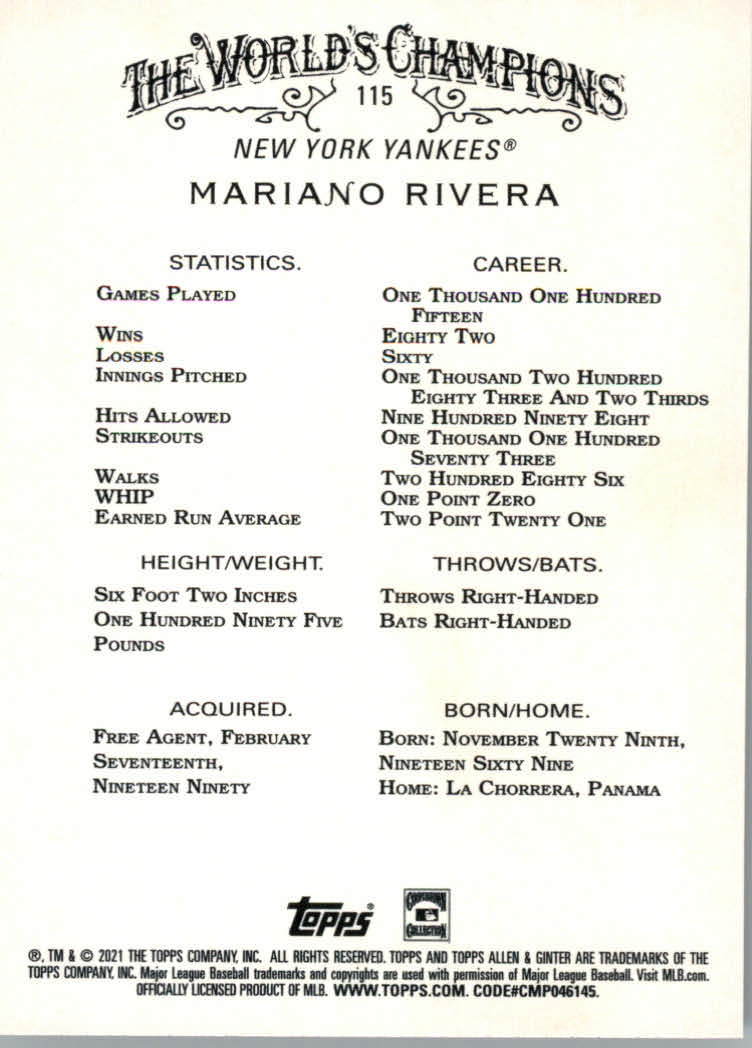 THE WORLD'S CHAMPIONS
115
NEW YORK YANKEES®
MARIANO RIVERA
STATISTICS. CAREER.
GAMES PLAYED ONE THOUSAND ONE HUNDRED
FIFTEEN
WINS EIGHTY TWO
LOSSES SIXTY
INNINGS PITCHED ONE THOUSAND TWO HUNDRED
EIGHTY THREE AND TWO THIRDS
HITS ALLOWED NINE HUNDRED NINETY EIGHT
STRIKEOUTS ONE THOUSAND ONE HUNDRED
SEVENTY THREE
WALKS TWO HUNDRED EIGHTY SIX
WHIP ONE POINT ZERO
EARNED RUN AVERAGE TWO POINT TWENTY ONE
HEIGHT/WEIGHT. THROWS/BATS.
SIX FOOT TWO INCHES THROWS RIGHT-HANDED
ONE HUNDRED NINETY FIVE BATS RIGHT-HANDED
POUNDS
ACQUIRED. BORN/HOME.
FREE AGENT, FEBRUARY BORN: NOVEMBER TWENTY NINTH,
SEVENTEENTH, NINETEEN SIXTY NINE
NINETEEN NINETY HOME: LA CHORRERA, PANAMA
TOPPS® COOPERSTOWN
COLLECTION
®, TM & © 2021 THE TOPPS COMPANY, INC. ALL RIGHTS RESERVED. TOPPS AND TOPPS ALLEN & GINTER ARE TRADEMARKS OF THE
TOPPS COMPANY, INC. Major League Baseball trademarks and copyrights are used with permission of Major League Baseball. Visit MLB.com.
OFFICIALLY LICENSED PRODUCT OF MLB. WWW.TOPPS.COM. CODE#CMP046145.